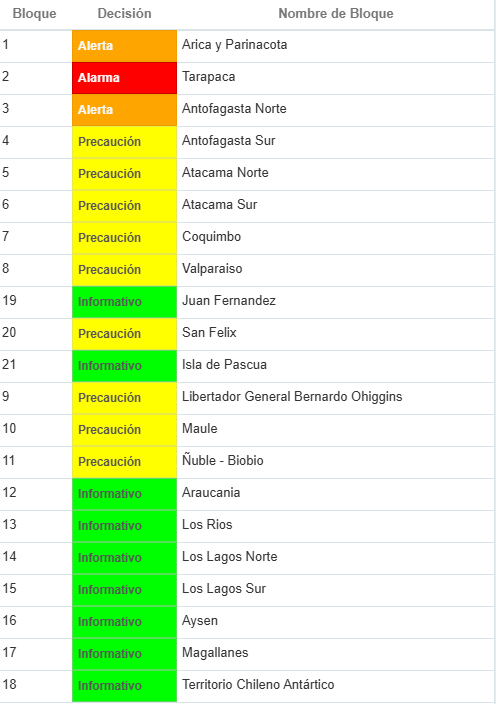 Bloque Decisión Nombre de Bloque
1 Alerta Arica y Parinacota
2 Alarma Tarapaca
3 Alerta Antofagasta Norte
4 Precaución Antofagasta Sur
5 Precaución Atacama Norte
6 Precaución Atacama Sur
7 Precaución Coquimbo
8 Precaución Valparaiso
19 Informativo Juan Fernandez
20 Precaución San Felix
21 Informativo Isla de Pascua
9 Precaución Libertador General Bernardo Ohiggins
10 Precaución Maule
11 Precaución Ñuble - Biobio
12 Informativo Araucania
13 Informativo Los Rios
14 Informativo Los Lagos Norte
15 Informativo Los Lagos Sur
16 Informativo Aysen
17 Informativo Magallanes
18 Informativo Territorio Chileno Antártico